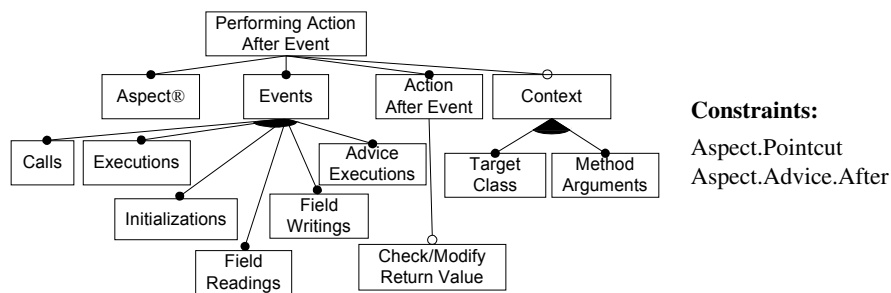 Performing Action
After Event
Aspect®
Events
Action
After Event
Context
Constraints:
Aspect.Pointcut
Aspect.Advice.After
Calls
Executions
Advice
Executions
Target
Class
Method
Arguments
Initializations
Field
Writings
Field
Readings
Check/Modify
Return Value